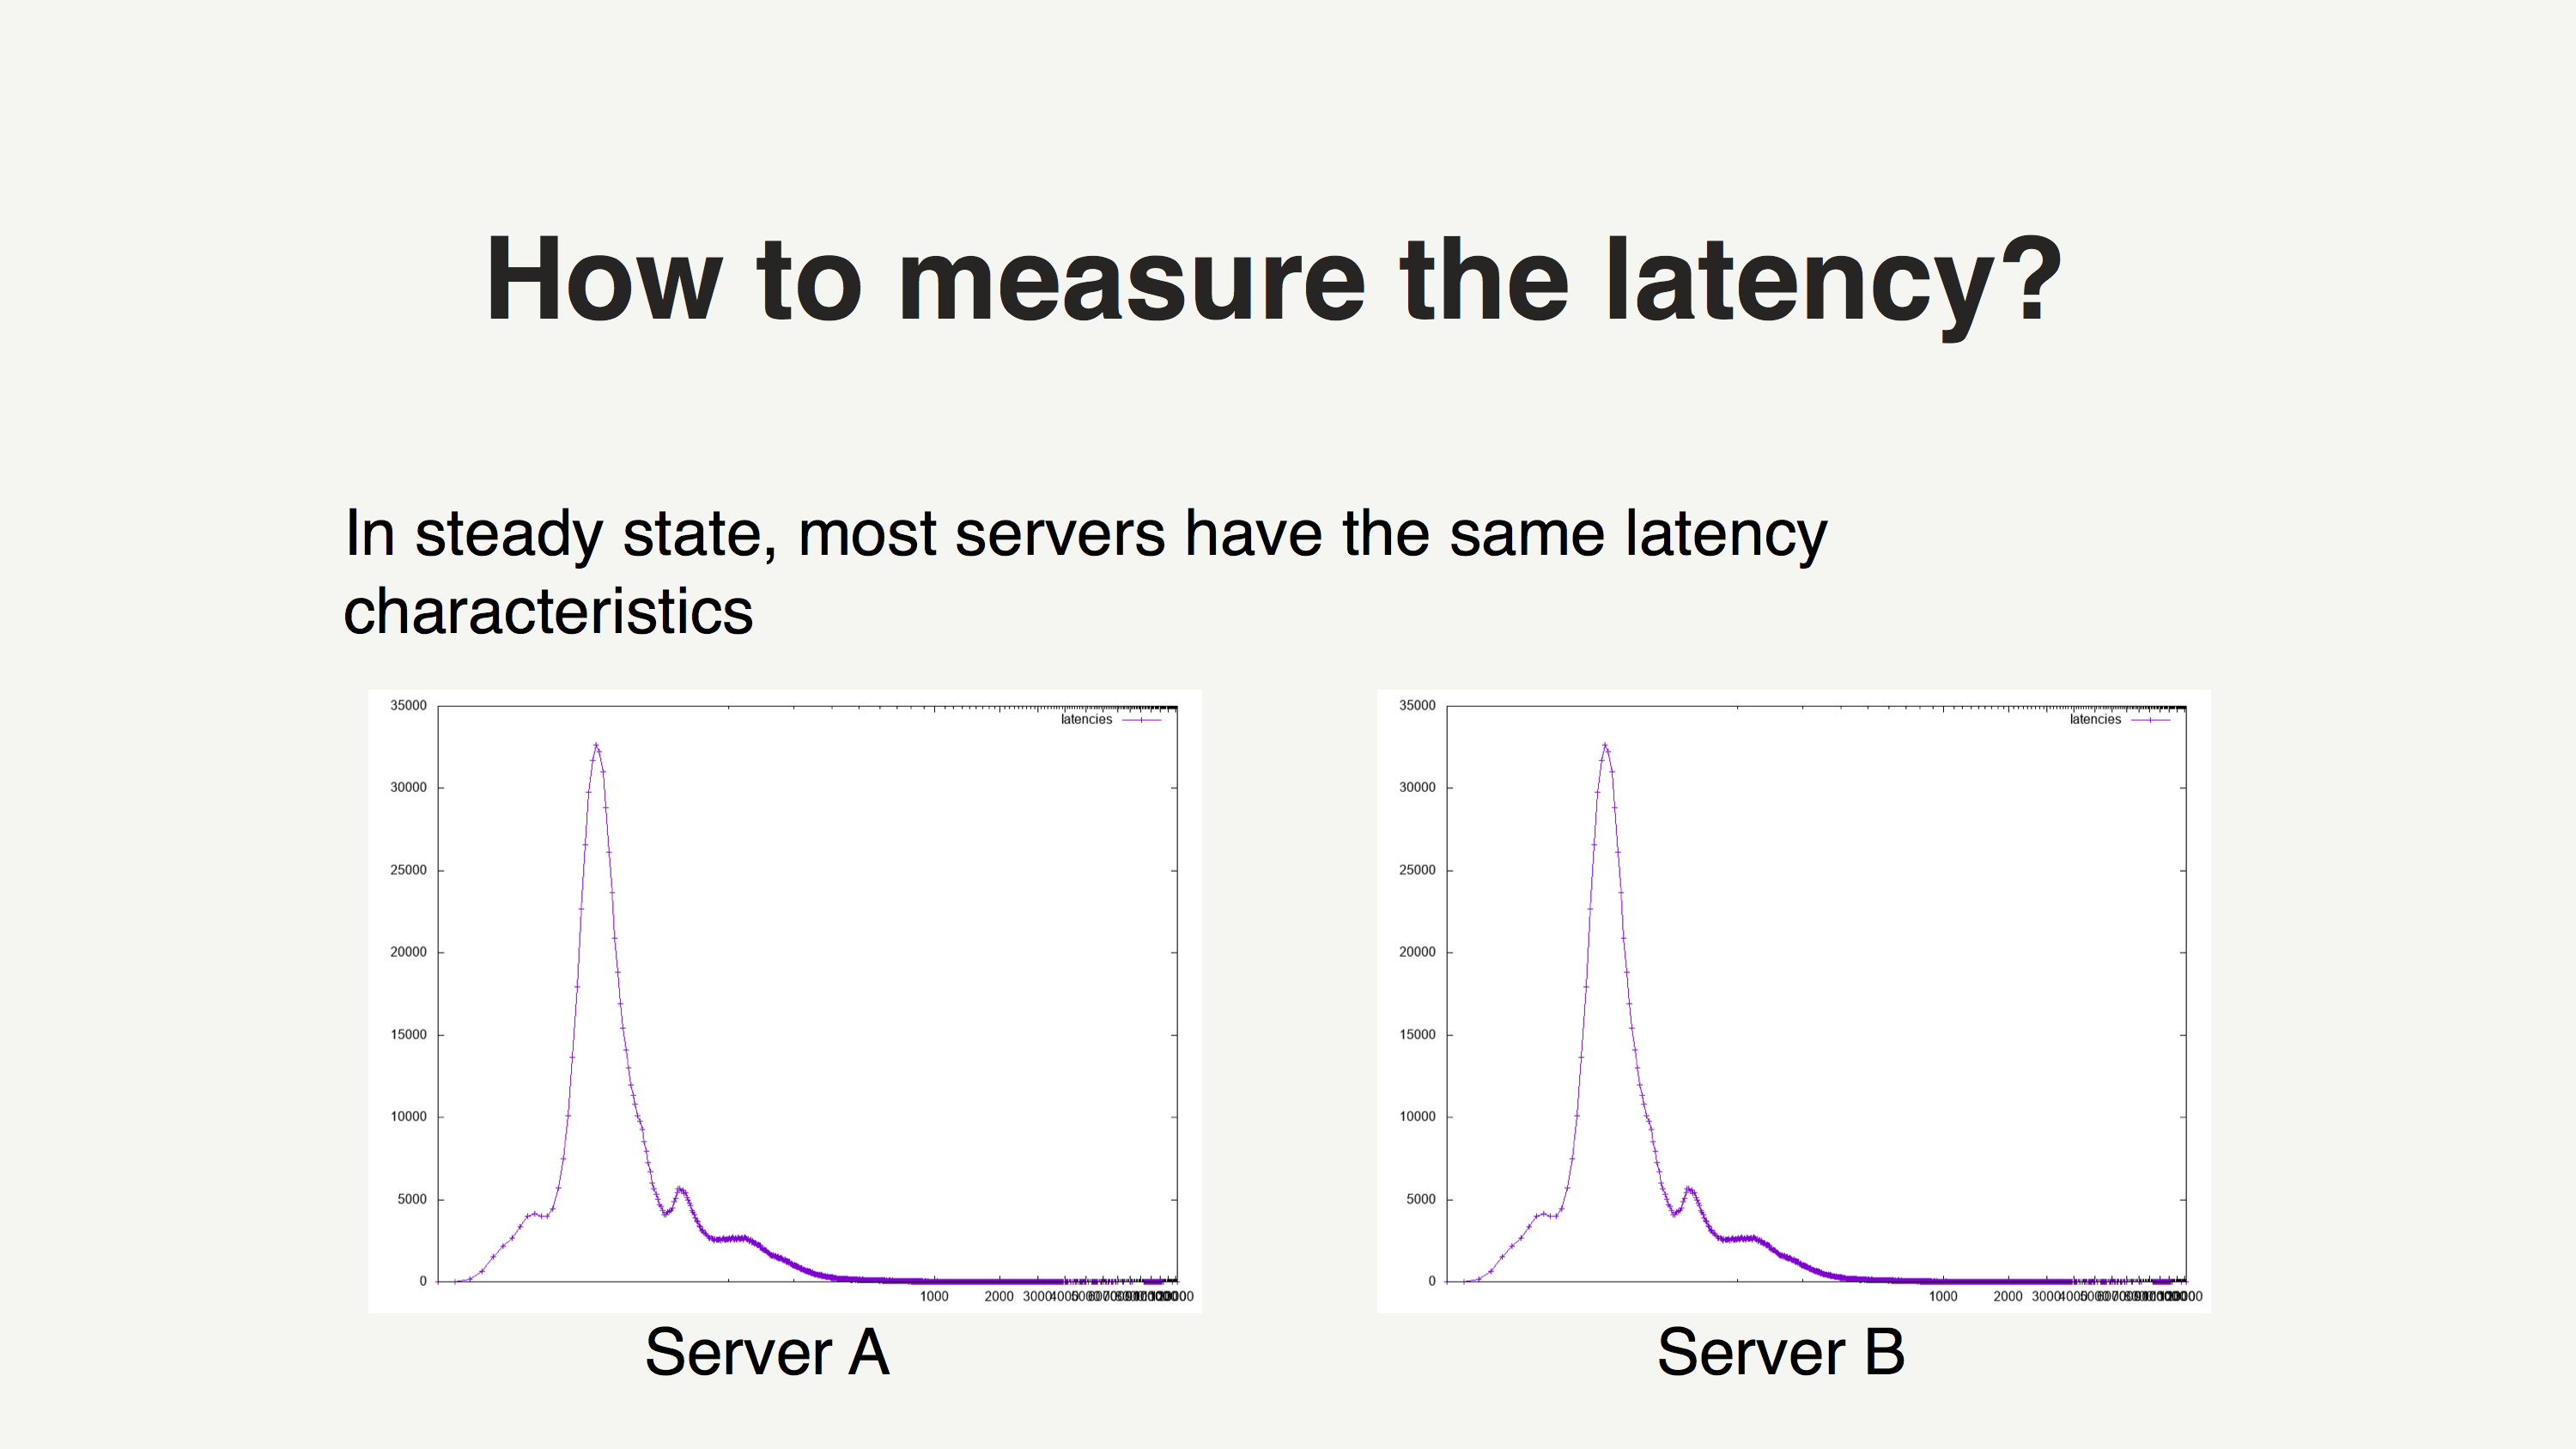 How to measure the latency?
In steady state, most servers have the same latency
characteristics
35000
30000
25000
20000
15000
10000
5000
0
latencies
1000 2000 3000 4000
Server A
35000
30000
25000
20000
15000
10000
5000
0
latencies
1000 2000 3000 4000
Server B